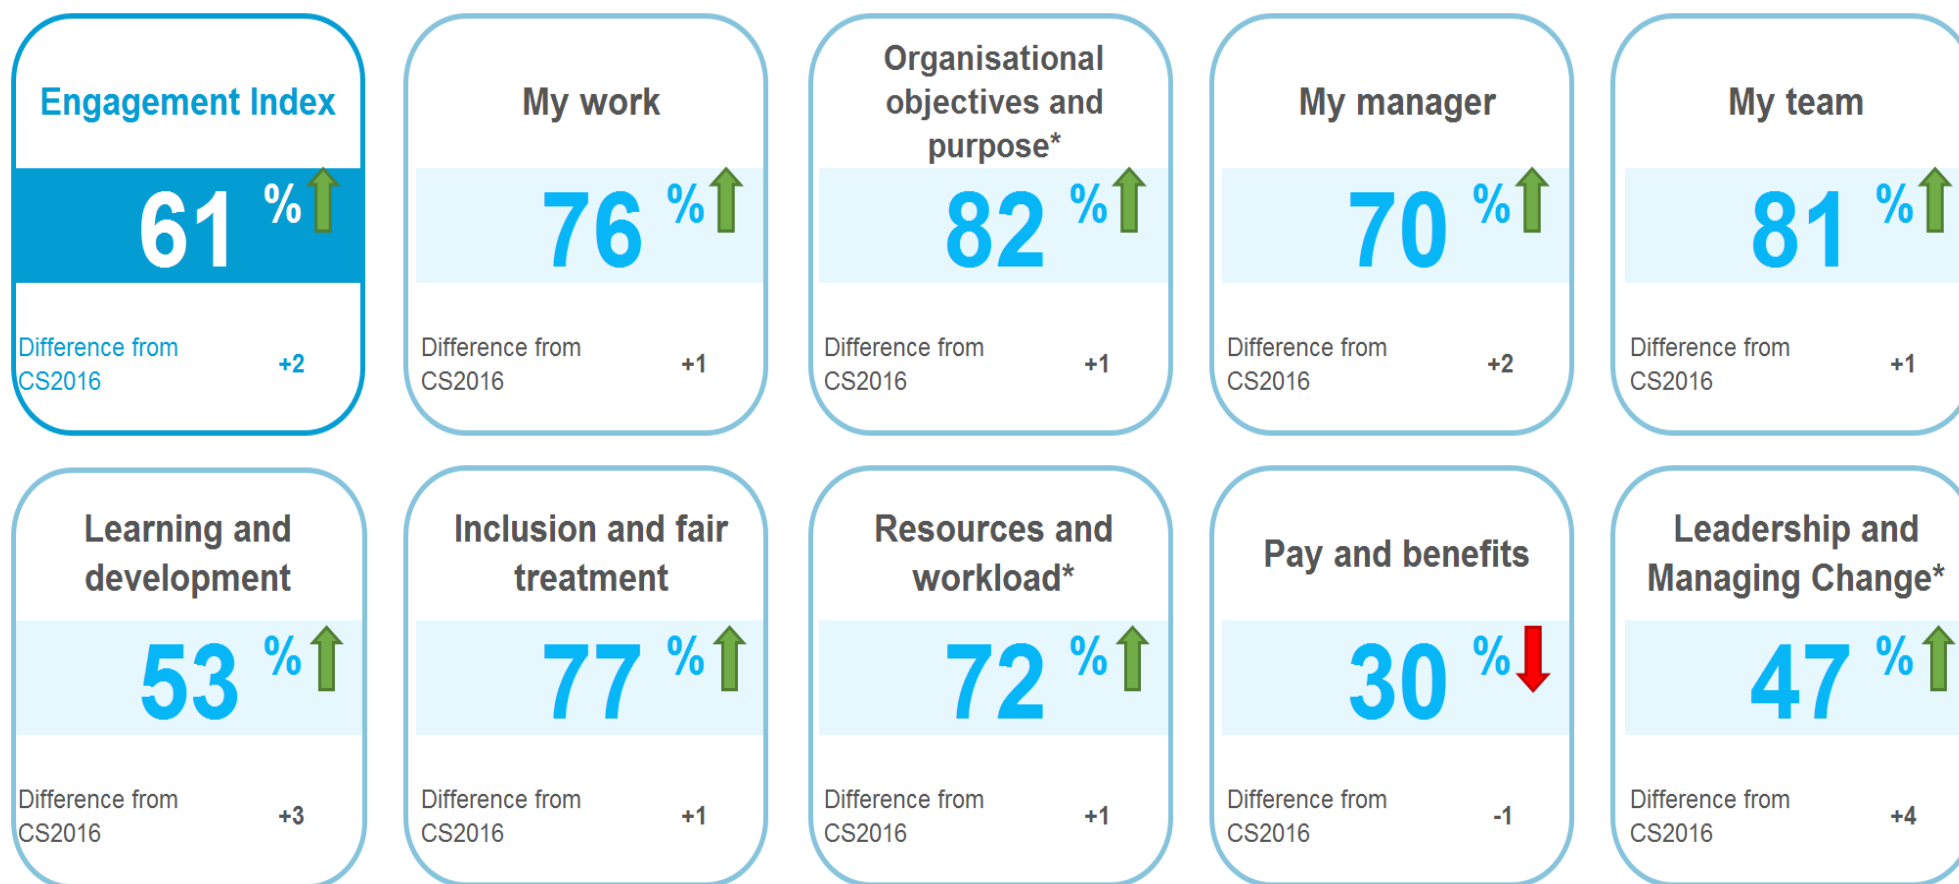 Engagement Index
61 %
Difference from
CS2016
+2
My work
76 %
Difference from
CS2016
+1
Organisational
objectives and
purpose*
82 %
Difference from
CS2016
+1
My manager
70 %
Difference from
CS2016
+2
My team
81 %
Difference from
CS2016
+1
Learning and
development
53 %
Difference from
CS2016
+3
Inclusion and fair
treatment
77 %
Difference from
CS2016
+1
Resources and
workload*
72 %
Difference from
CS2016
+1
Pay and benefits
30 %
Difference from
CS2016
-1
Leadership and
Managing Change*
47 %
Difference from
CS2016
+4